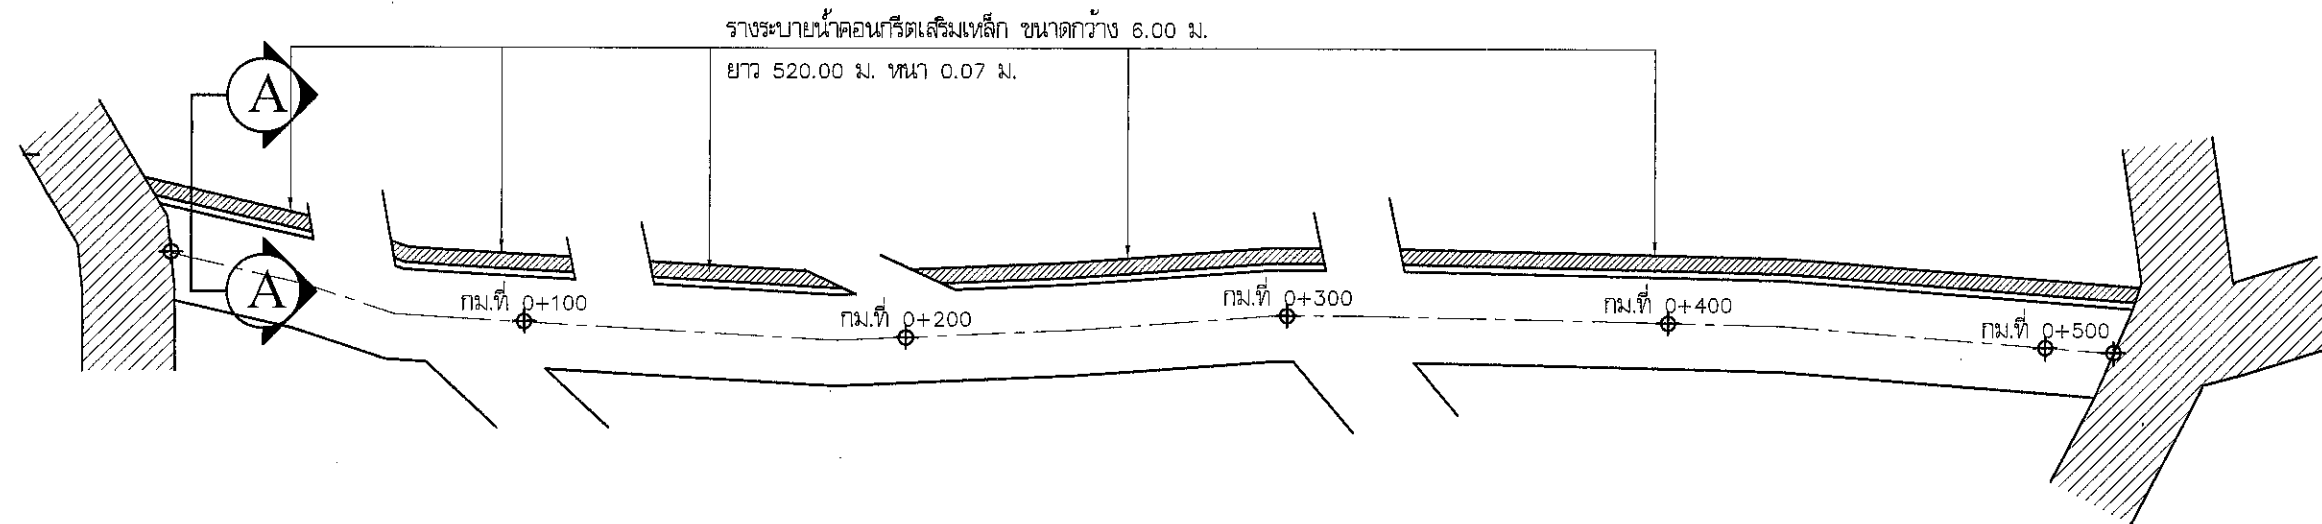 รางระบายน้ำคอนกรีตเสริมเหล็ก ขนาดกว้าง 6.00 ม.
ยาว 520.00 ม. หนา 0.07 ม.
A
A
กม.ที่ 0+100
กม.ที่ 0+200
กม.ที่ 0+300
กม.ที่ 0+400
กม.ที่ 0+500